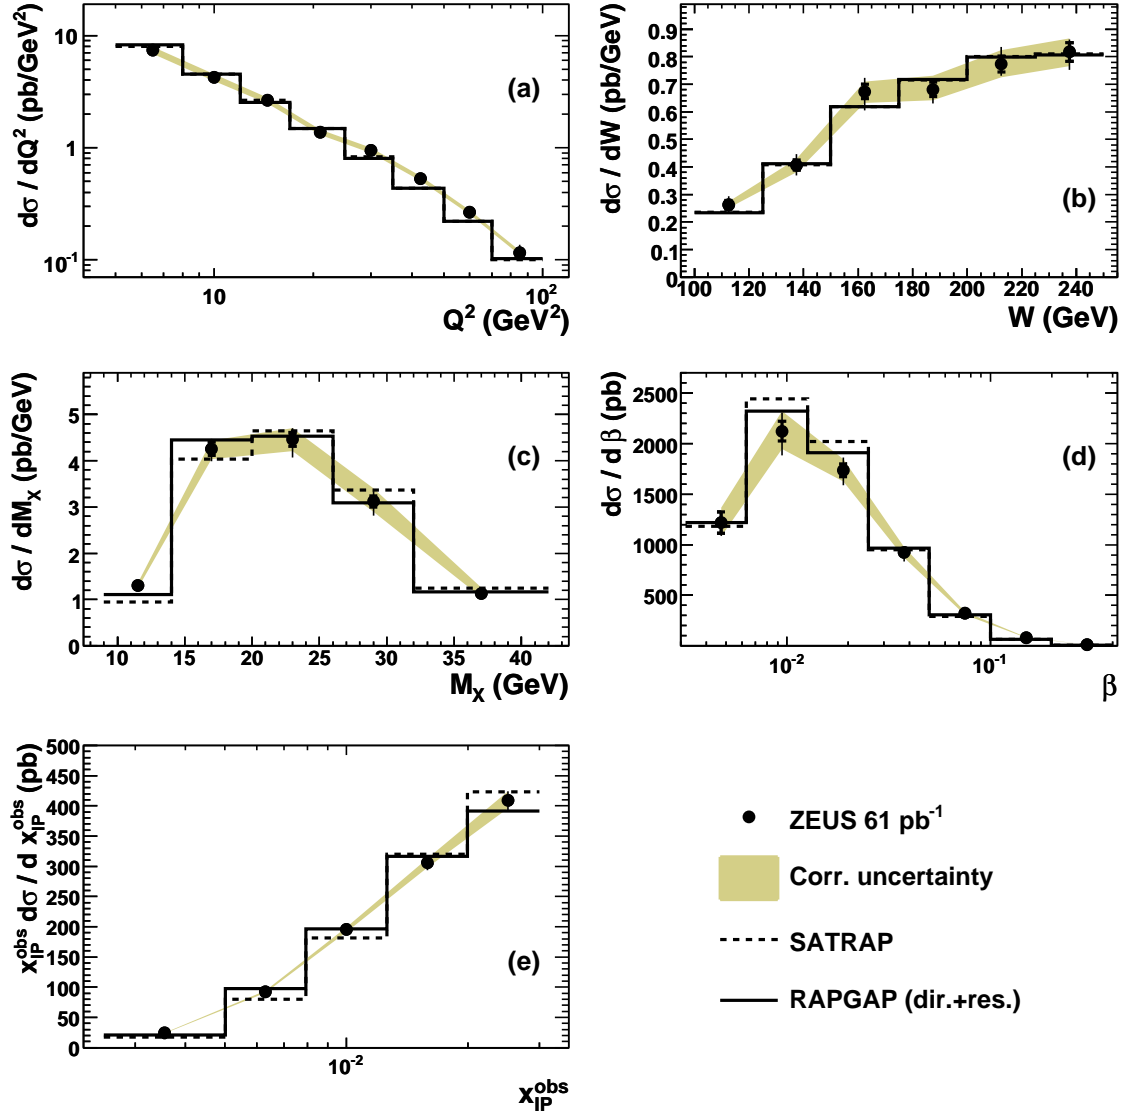 dσ / dQ² (pb/GeV²)
10
1
10⁻¹
(a)
10
10²
Q² (GeV²)
dσ / dW (pb/GeV)
0.9
0.8
0.7
0.6
0.5
0.4
0.3
0.2
0.1
0
(b)
100 120 140 160 180 200 220 240
W (GeV)
dσ / dM_X (pb/GeV)
5
4
3
2
1
0
(c)
10 15 20 25 30 35 40
M_X (GeV)
dσ / d β (pb)
2500
2000
1500
1000
500
(d)
10⁻² 10⁻¹
β
x_IP^obs dσ / d x_IP^obs (pb)
500
450
400
350
300
250
200
150
100
50
0
(e)
10⁻²
x_IP^obs
ZEUS 61 pb⁻¹
Corr. uncertainty
SATRAP
RAPGAP (dir.+res.)